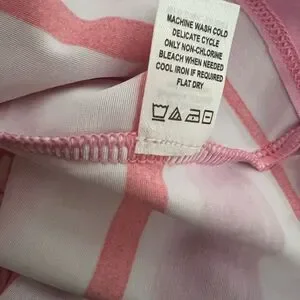 MACHINE WASH COLD
DELICATE CYCLE
ONLY NON-CHLORINE
BLEACH WHEN NEEDED
COOL IRON IF REQUIRED
FLAT DRY